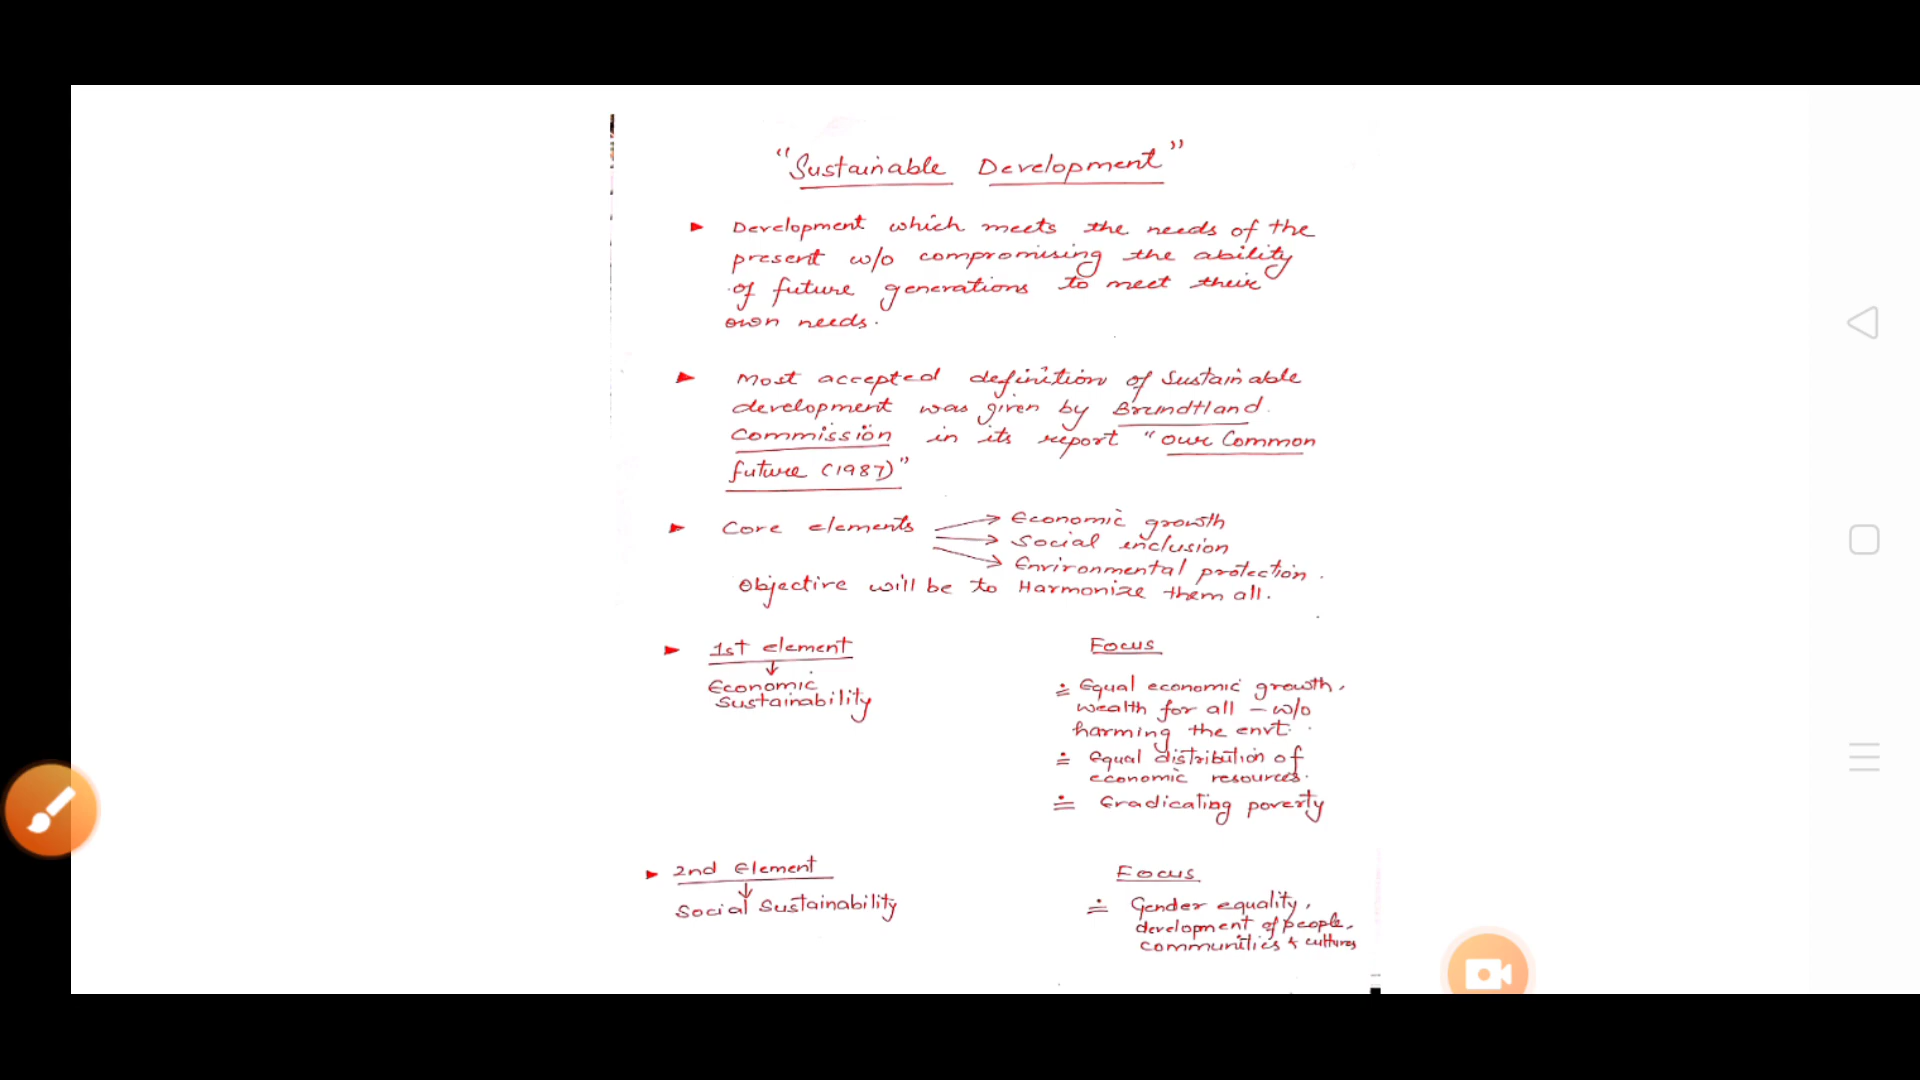 "Sustainable Development"
► Development which meets the needs of the
present w/o compromising the ability
of future generations to meet their
own needs.
► Most accepted definition of Sustainable
development was given by Brundtland
Commission in its report "our Common
future (1987)"
► Core elements → Economic growth
→ Social inclusion
→ Environmental protection.
Objective will be to Harmonize them all.
► 1st element
↓
Economic
Sustainability
Focus
÷ Equal economic growth,
wealth for all – w/o
harming the envt.
÷ equal distribution of
economic resources.
÷ Eradicating poverty
► 2nd Element
↓
Social Sustainability
Focus
÷ Gender equality,
development of people,
communities & cultures